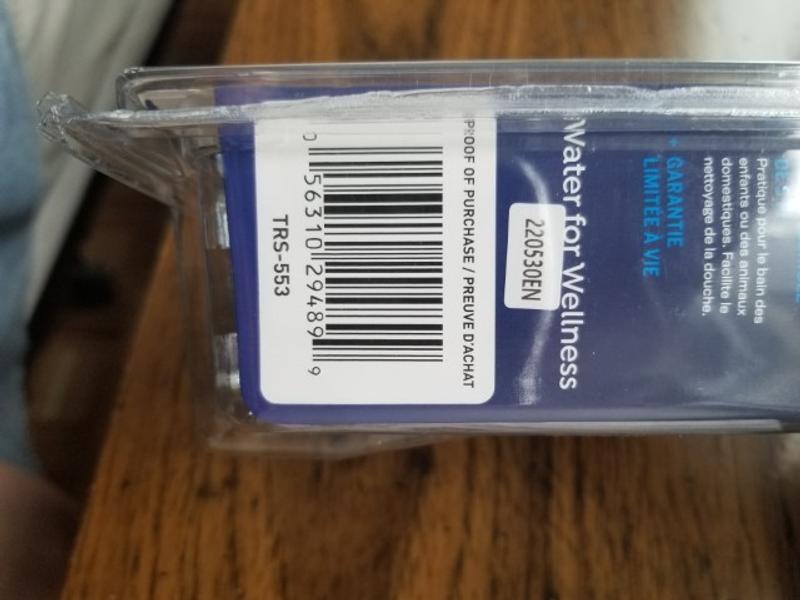 Pratique pour le bain des
enfants ou des animaux
domestiques. Facilite le
nettoyage de la douche.
+ GARANTIE
LIMITÉE À VIE
Water for Wellness
220530EN
PROOF OF PURCHASE / PREUVE D'ACHAT
0 56310 29489 9
TRS-553